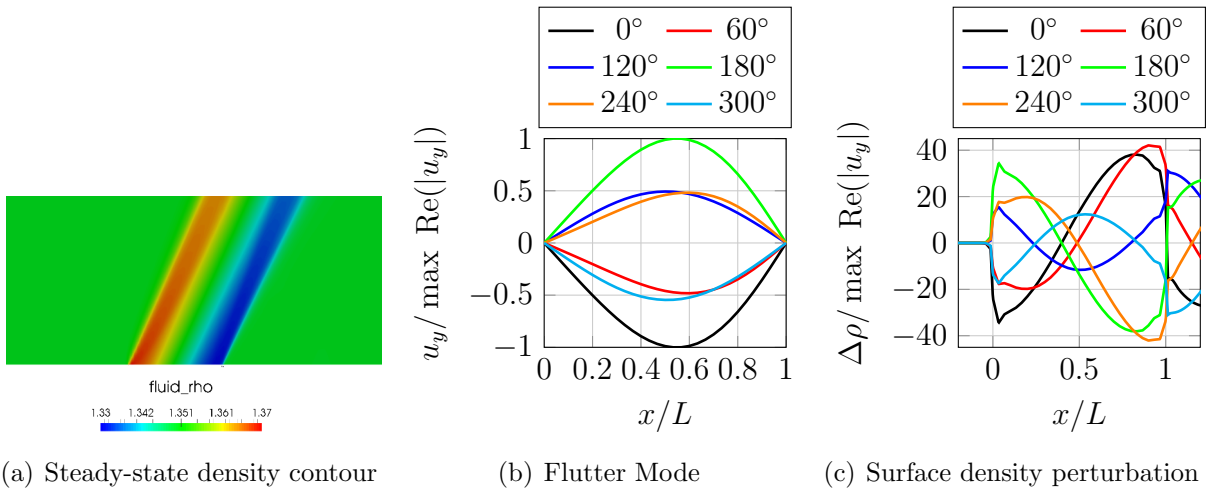 fluid_rho
1.33 1.342 1.351 1.361 1.37
(a) Steady-state density contour
0° 60°
120° 180°
240° 300°
u_y/ max Re(|u_y|)
1
0.5
0
−0.5
−1
0 0.2 0.4 0.6 0.8 1
x/L
(b) Flutter Mode
0° 60°
120° 180°
240° 300°
Δρ/ max Re(|u_y|)
40
20
0
−20
−40
0 0.5 1
x/L
(c) Surface density perturbation